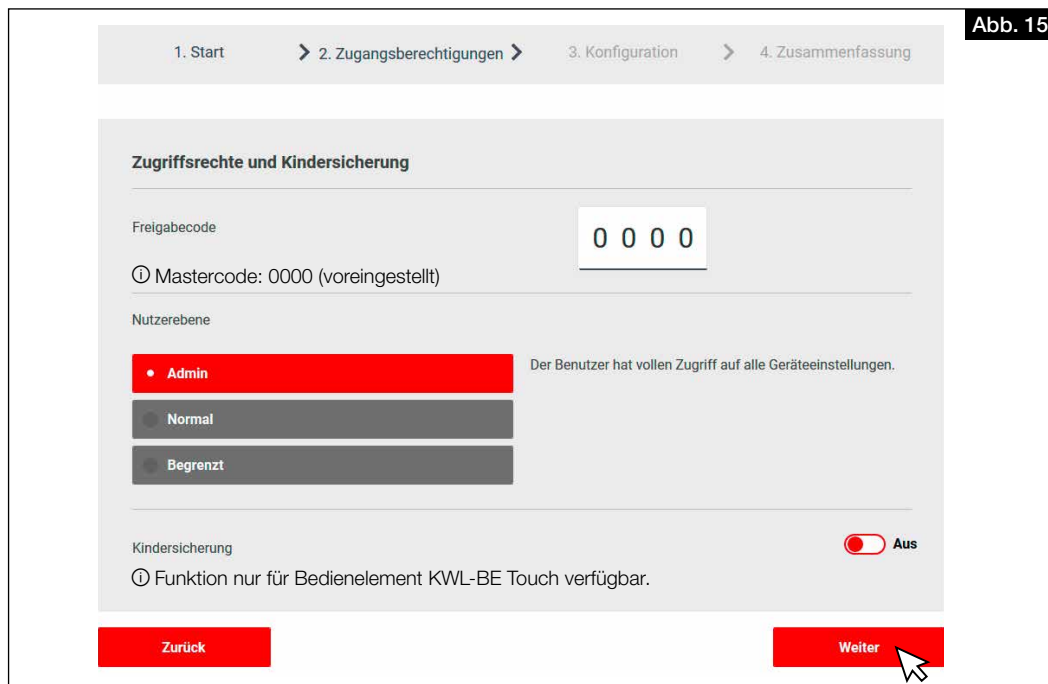 Abb. 15
1. Start > 2. Zugangsberechtigungen > 3. Konfiguration > 4. Zusammenfassung
Zugriffsrechte und Kindersicherung
Freigabecode
0 0 0 0
ⓘ Mastercode: 0000 (voreingestellt)
Nutzerebene
Admin
Der Benutzer hat vollen Zugriff auf alle Geräteeinstellungen.
Normal
Begrenzt
Kindersicherung
Aus
ⓘ Funktion nur für Bedienelement KWL-BE Touch verfügbar.
Zurück
Weiter